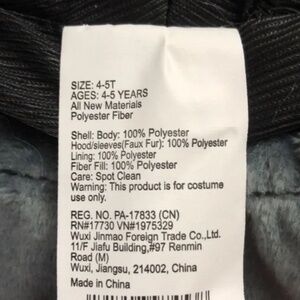 SIZE: 4-5T
AGES: 4-5 YEARS
All New Materials
Polyester Fiber
Shell: Body: 100% Polyester
Hood/sleeves(Faux Fur): 100% Polyester
Lining: 100% Polyester
Fiber Fill: 100% Polyester
Care: Spot Clean
Warning: This product is for costume
use only.
REG. NO. PA-17833 (CN)
RN#17730 VN#1975329
Wuxi Jinmao Foreign Trade Co.,Ltd
11/F Jiafu Building,#97 Renmin
Road (M)
Wuxi, Jiangsu, 214002, China
Made in China